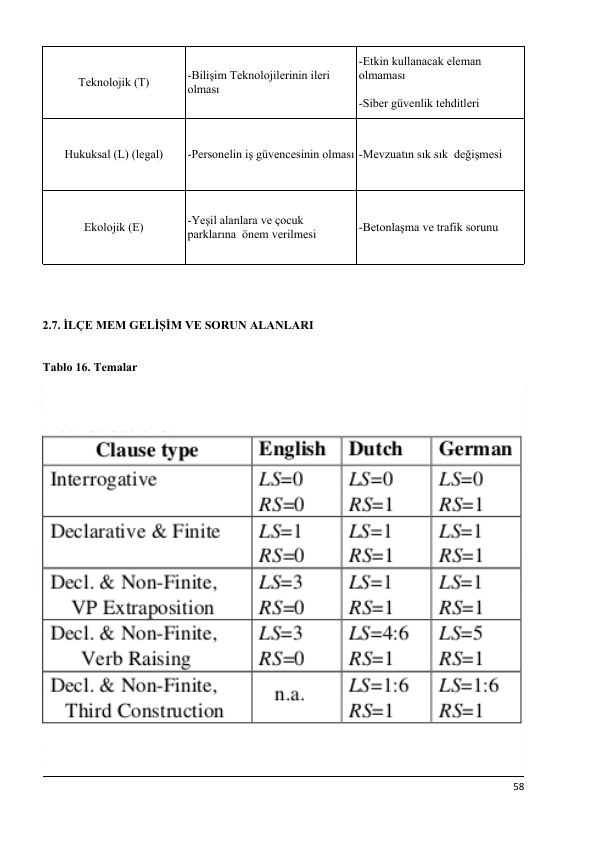 Teknolojik (T)
-Bilişim Teknolojilerinin ileri
olması
-Etkin kullanacak eleman
olmaması
-Siber güvenlik tehditleri
Hukuksal (L) (legal)
-Personelin iş güvencesinin olması
-Mevzuatın sık sık  değişmesi
Ekolojik (E)
-Yeşil alanlara ve çocuk
parklarına  önem verilmesi
-Betonlaşma ve trafik sorunu
2.7. İLÇE MEM GELİŞİM VE SORUN ALANLARI
Tablo 16. Temalar
Clause type English Dutch German
Interrogative LS=0 LS=0 LS=0
RS=0 RS=1 RS=1
Declarative & Finite LS=1 LS=1 LS=1
RS=0 RS=1 RS=1
Decl. & Non-Finite, LS=3 LS=1 LS=1
VP Extraposition RS=0 RS=1 RS=1
Decl. & Non-Finite, LS=3 LS=4:6 LS=5
Verb Raising RS=0 RS=1 RS=1
Decl. & Non-Finite, n.a. LS=1:6 LS=1:6
Third Construction RS=1 RS=1
58